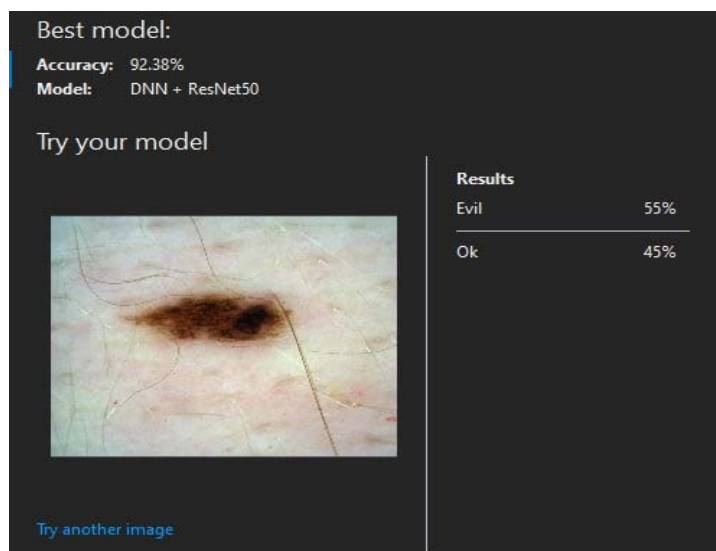 Best model:
Accuracy: 92.38%
Model: DNN + ResNet50
Try your model
Results
Evil 55%
Ok 45%
Try another image